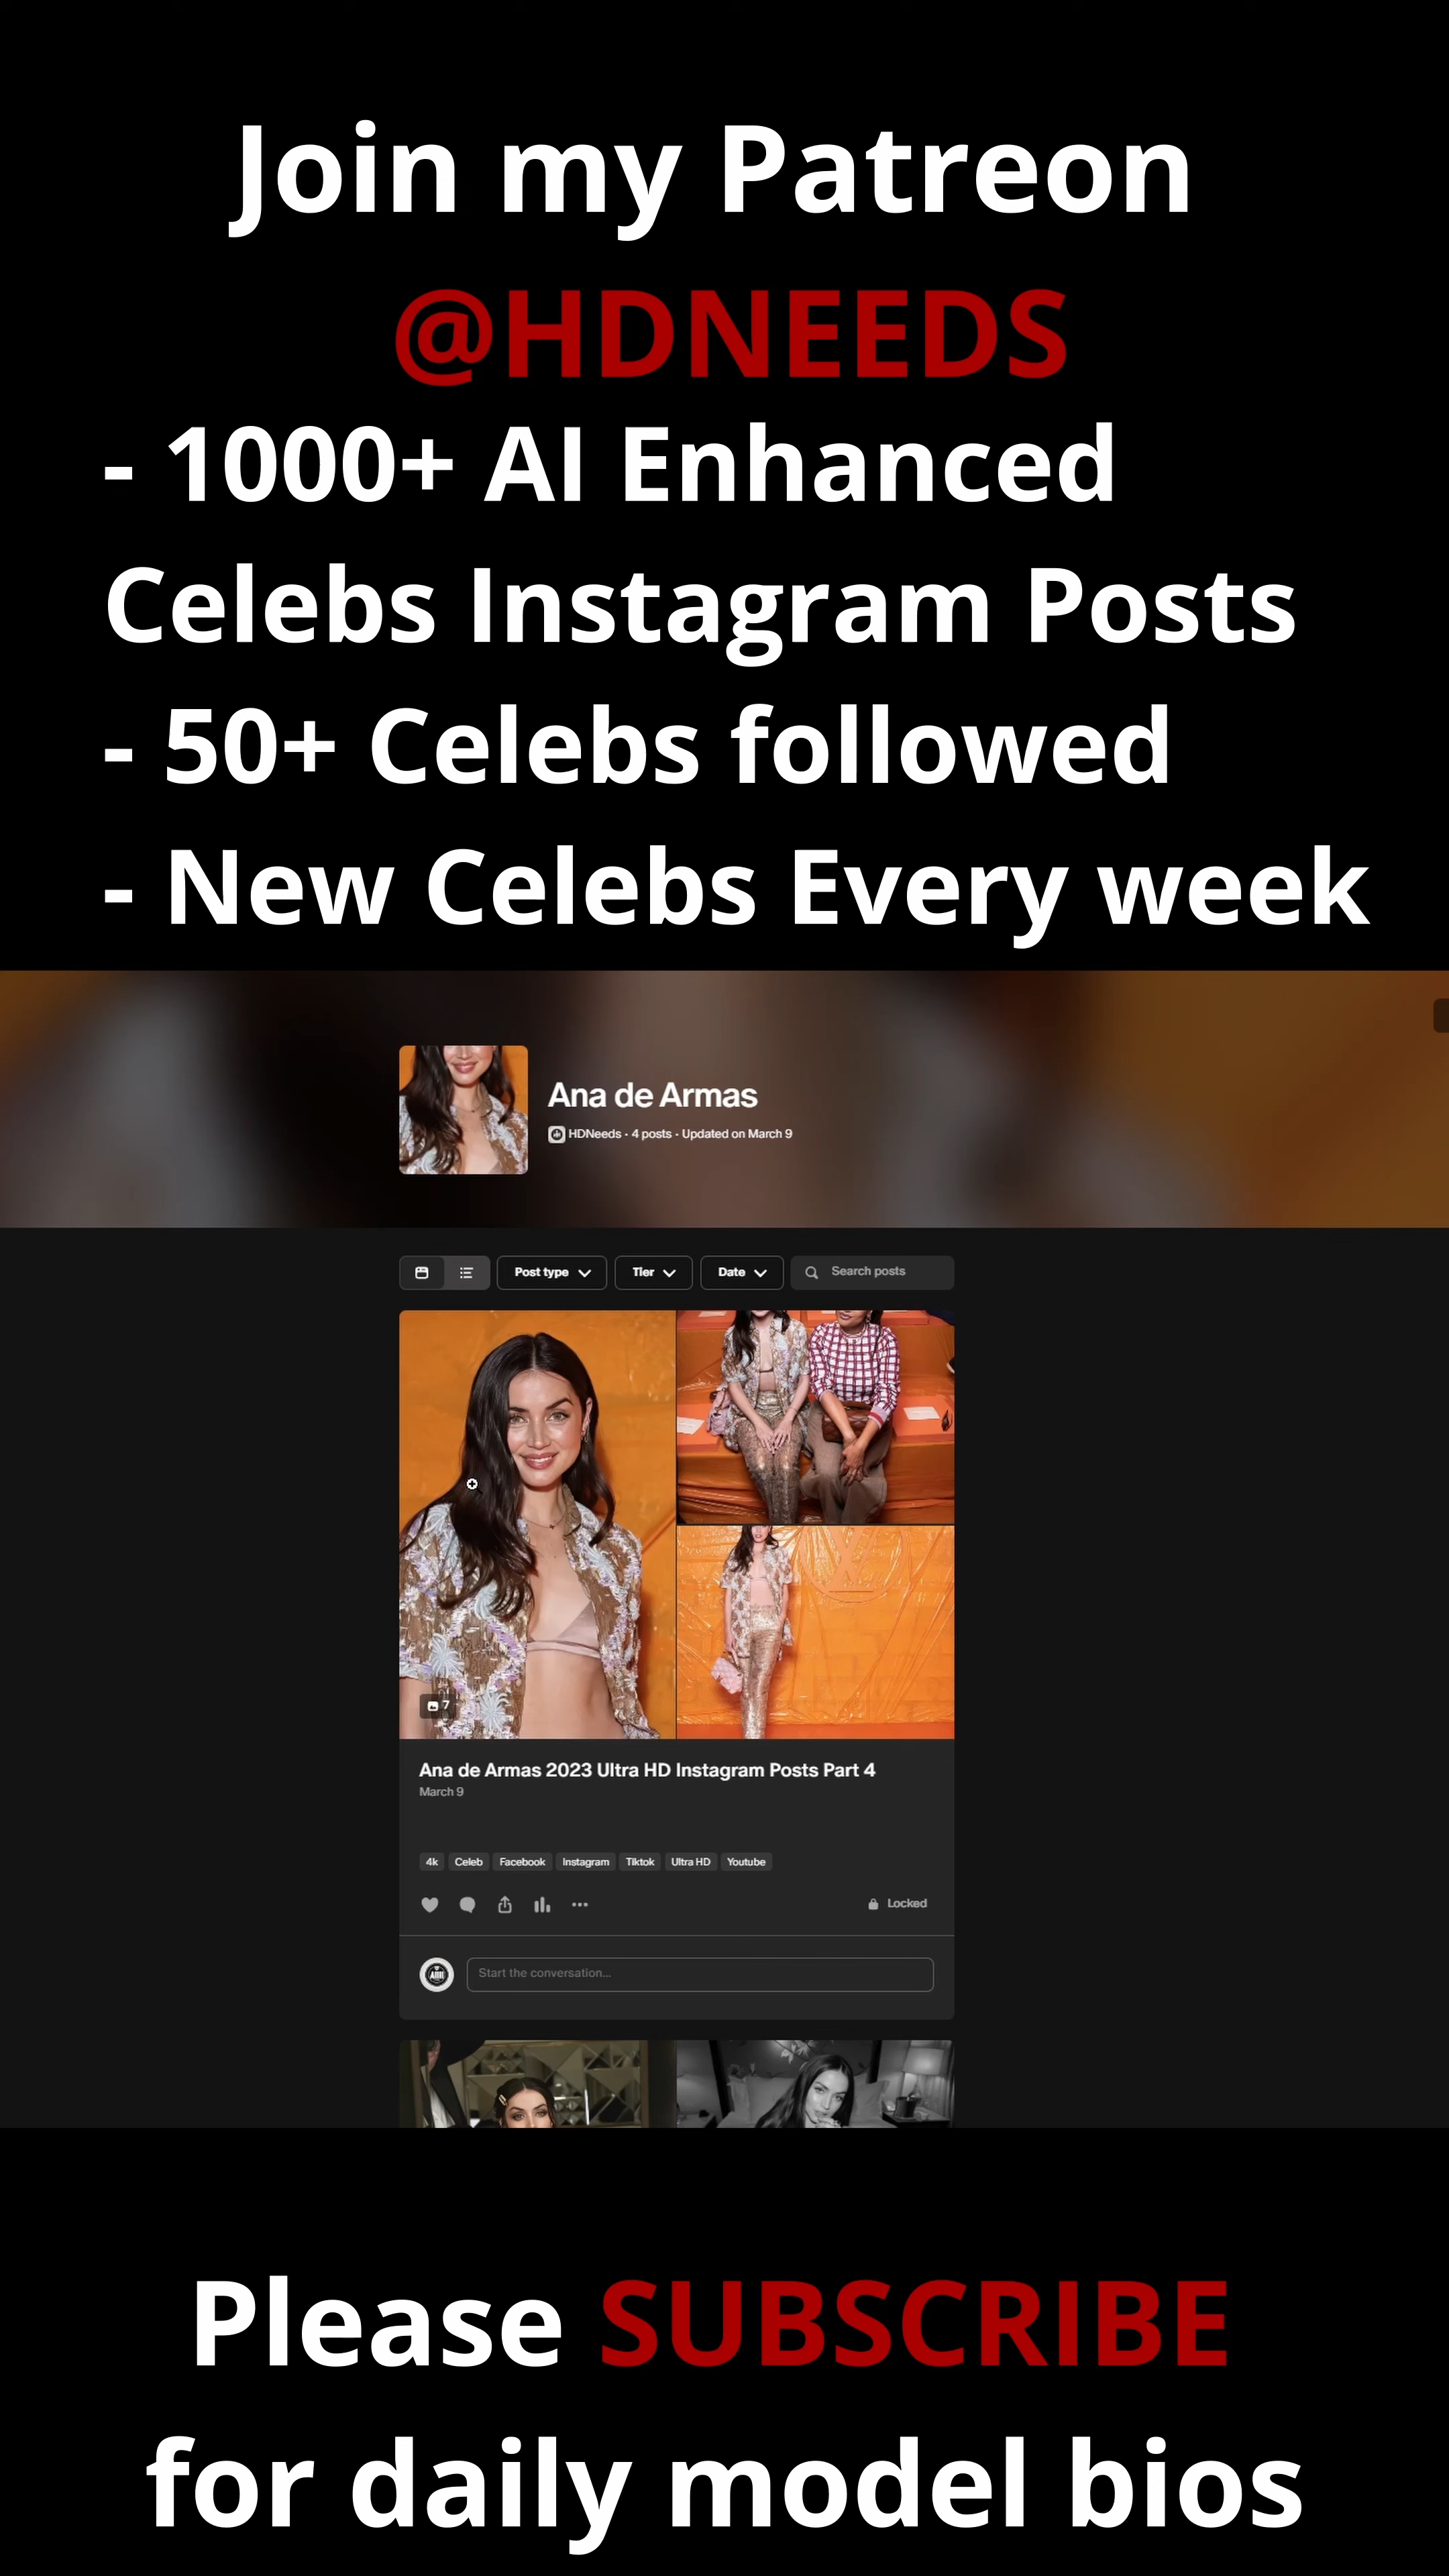 Join my Patreon
@HDNEEDS
- 1000+ AI Enhanced
Celebs Instagram Posts
- 50+ Celebs followed
- New Celebs Every week
Ana de Armas
HDNeeds · 4 posts · Updated on March 9
Post type Tier Date Search posts
7
Ana de Armas 2023 Ultra HD Instagram Posts Part 4
March 9
4k Celeb Facebook Instagram Tiktok Ultra HD Youtube
Locked
Start the conversation...
Please SUBSCRIBE
for daily model bios